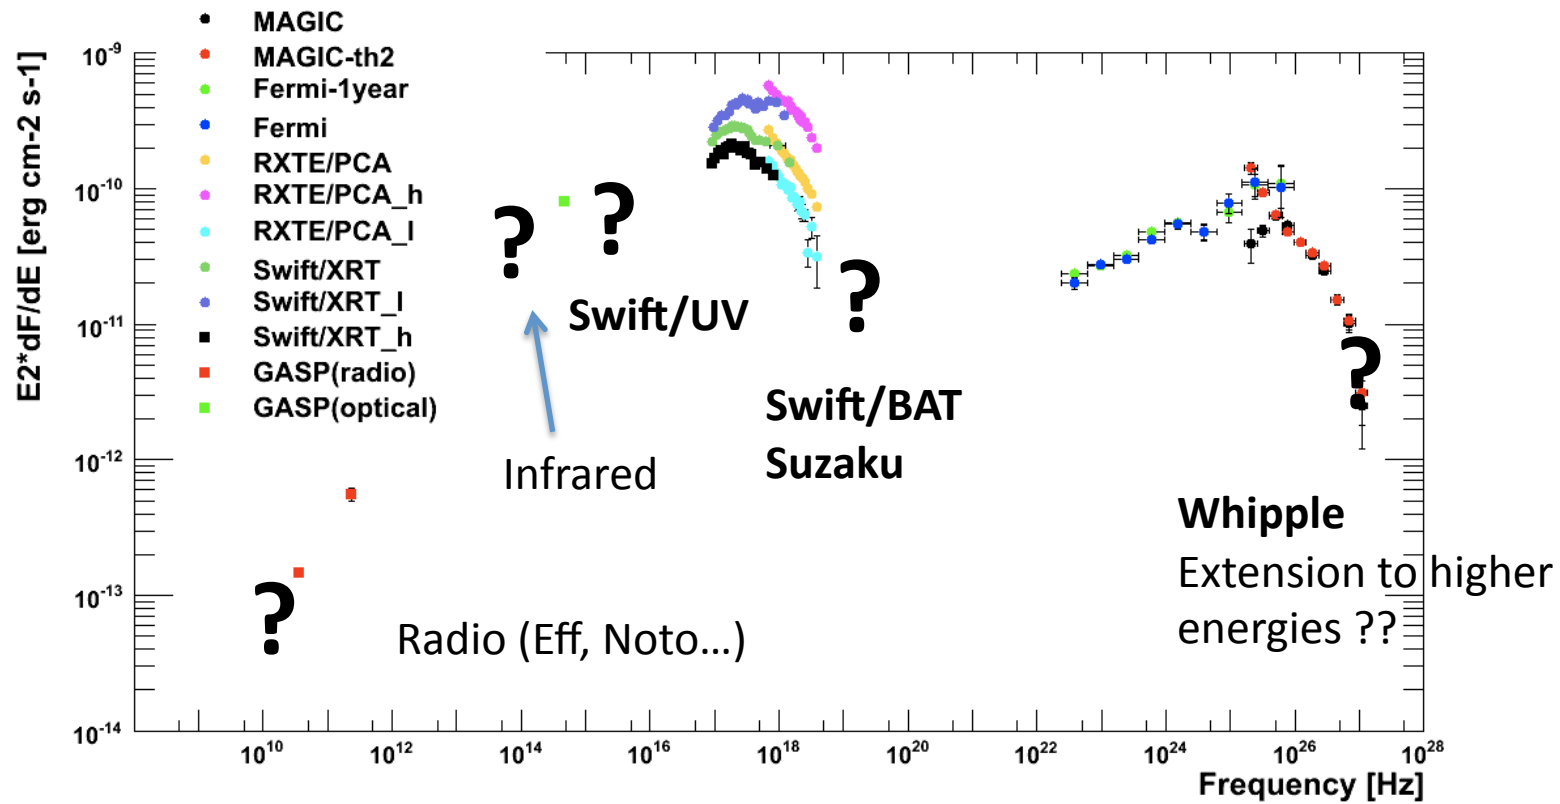 MAGIC
MAGIC-th2
Fermi-1year
Fermi
RXTE/PCA
RXTE/PCA_h
RXTE/PCA_l
Swift/XRT
Swift/XRT_l
Swift/XRT_h
GASP(radio)
GASP(optical)
E2*dF/dE [erg cm-2 s-1]
10-9
10-10
10-11
10-12
10-13
10-14
?
?
?
?
?
Swift/UV
Infrared
Swift/BAT
Suzaku
Whipple
Extension to higher
energies ??
Radio (Eff, Noto…)
1010 1012 1014 1016 1018 1020 1022 1024 1026 1028
Frequency [Hz]